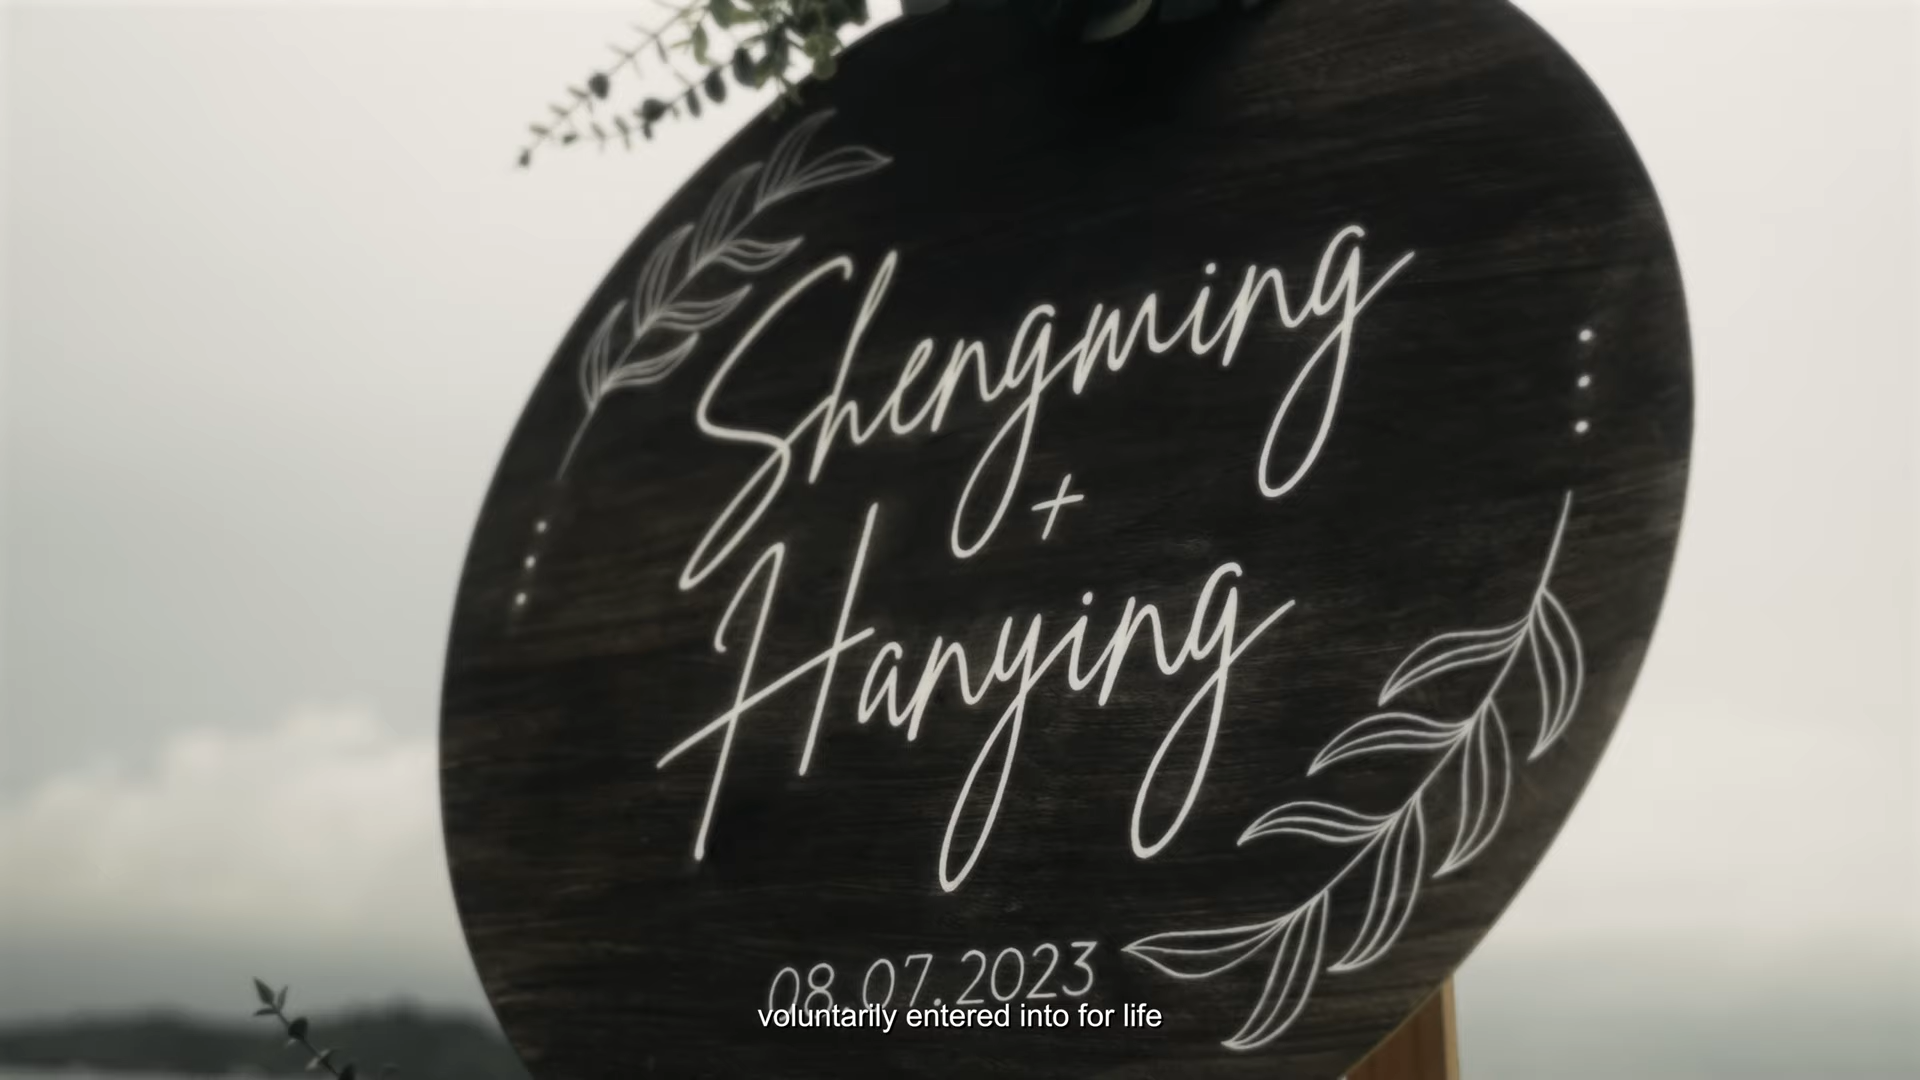 Shengming
+
Hanying
08.07.2023
voluntarily entered into for life